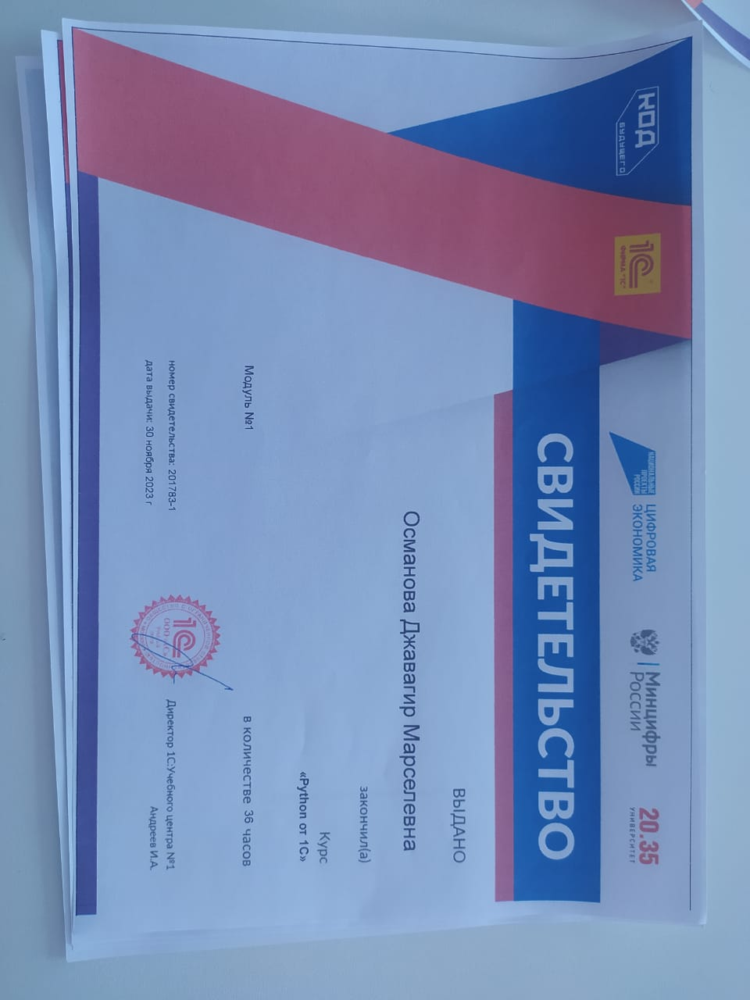 КОД
БУДУЩЕГО
1С
ФИРМА "1С"
НАЦИОНАЛЬНЫЕ
ПРОЕКТЫ
РОССИИ
ЦИФРОВАЯ
ЭКОНОМИКА
Минцифры
России
20.35
УНИВЕРСИТЕТ
СВИДЕТЕЛЬСТВО
ВЫДАНО
Османова Джавагир Марселевна
закончил(а)
Курс
«Python от 1С»
Модуль №1
в количестве 36 часов
номер свидетельства: 201783-1
дата выдачи: 30 ноября 2023 г
1С
ООО
Директор 1С:Учебного центра №1
Андреев И.А.